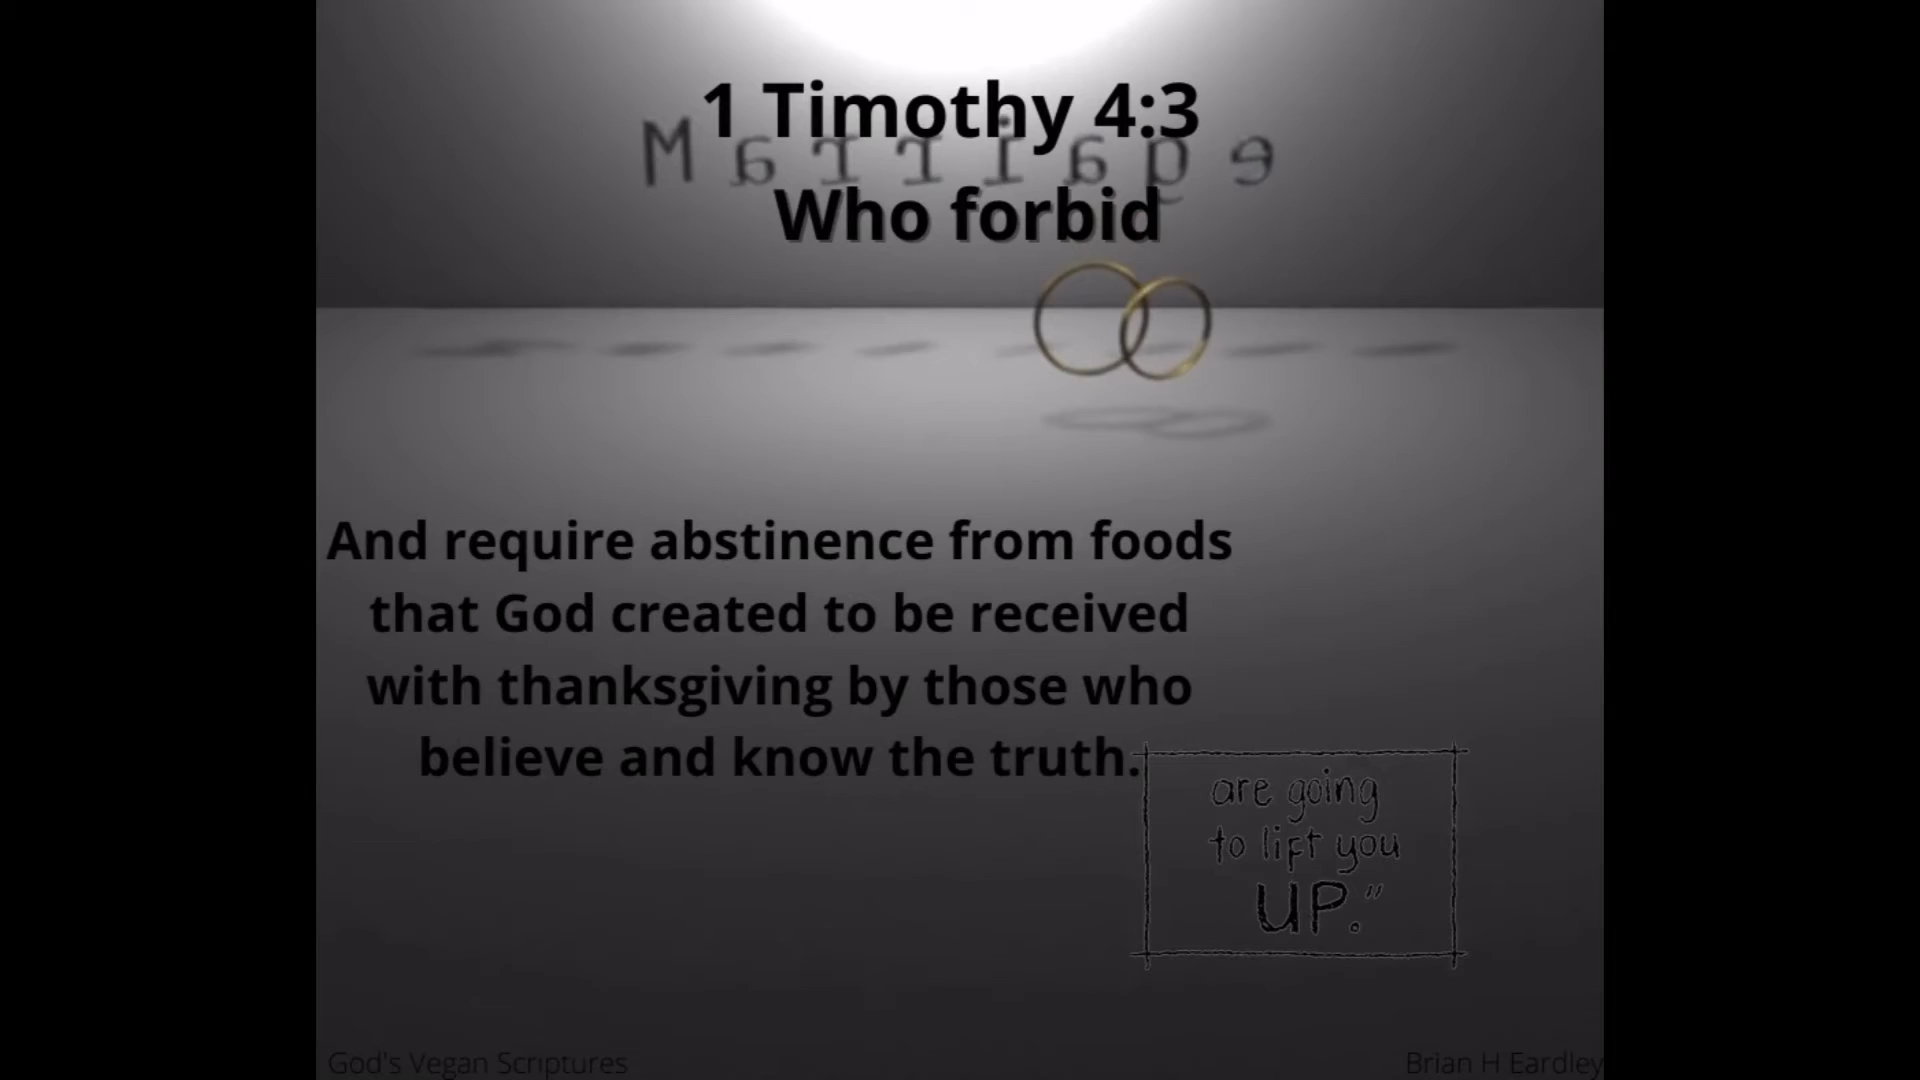 1 Timothy 4:3
Marriage
Who forbid
And require abstinence from foods
that God created to be received
with thanksgiving by those who
believe and know the truth.
are going
to lift you
UP."
God's Vegan Scriptures
Brian H Eardley